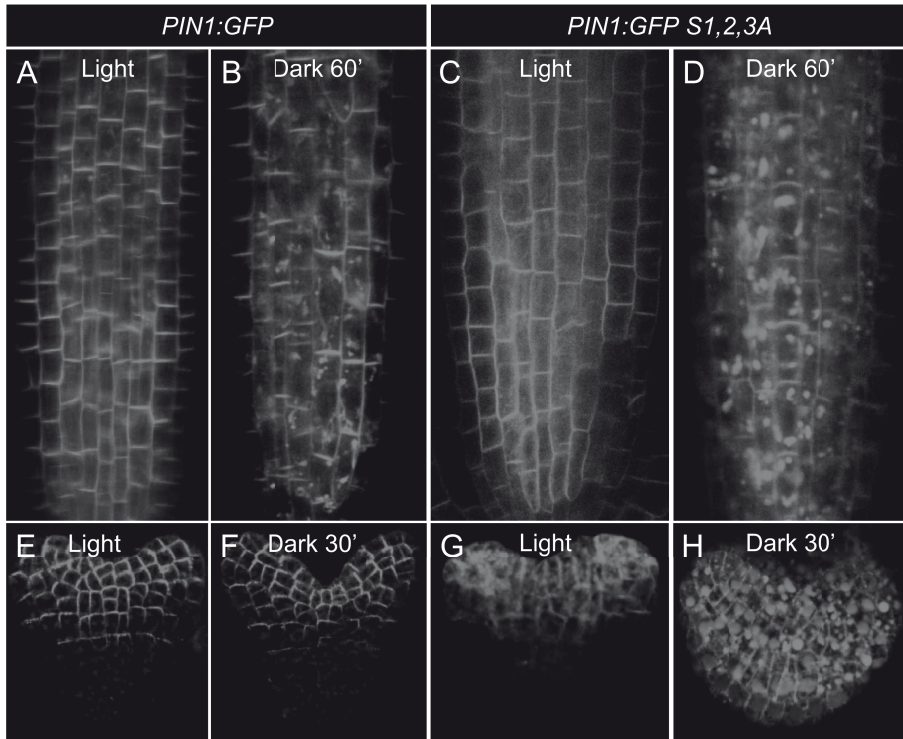 PIN1:GFP
PIN1:GFP S1,2,3A
A Light
B Dark 60’
C Light
D Dark 60’
E Light
F Dark 30’
G Light
H Dark 30’